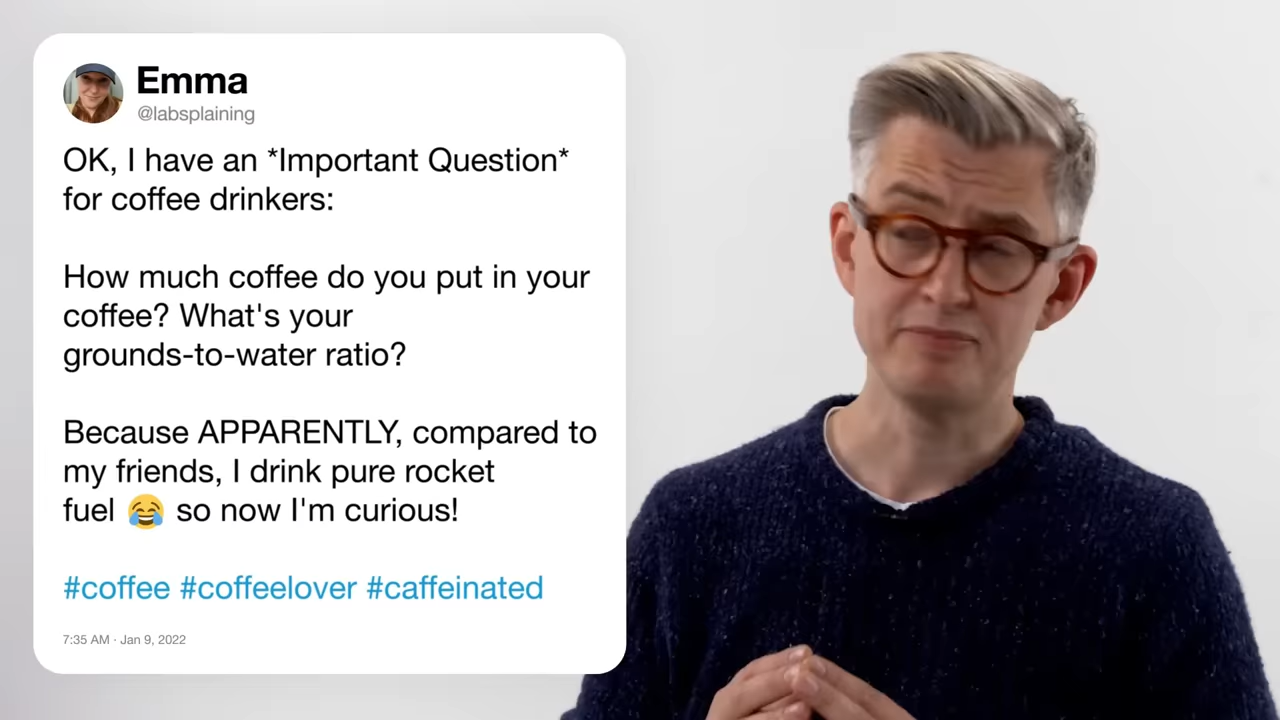 Emma
@labsplaining
OK, I have an *Important Question*
for coffee drinkers:
How much coffee do you put in your
coffee? What's your
grounds-to-water ratio?
Because APPARENTLY, compared to
my friends, I drink pure rocket
fuel 😂 so now I'm curious!
#coffee #coffeelover #caffeinated
7:35 AM · Jan 9, 2022